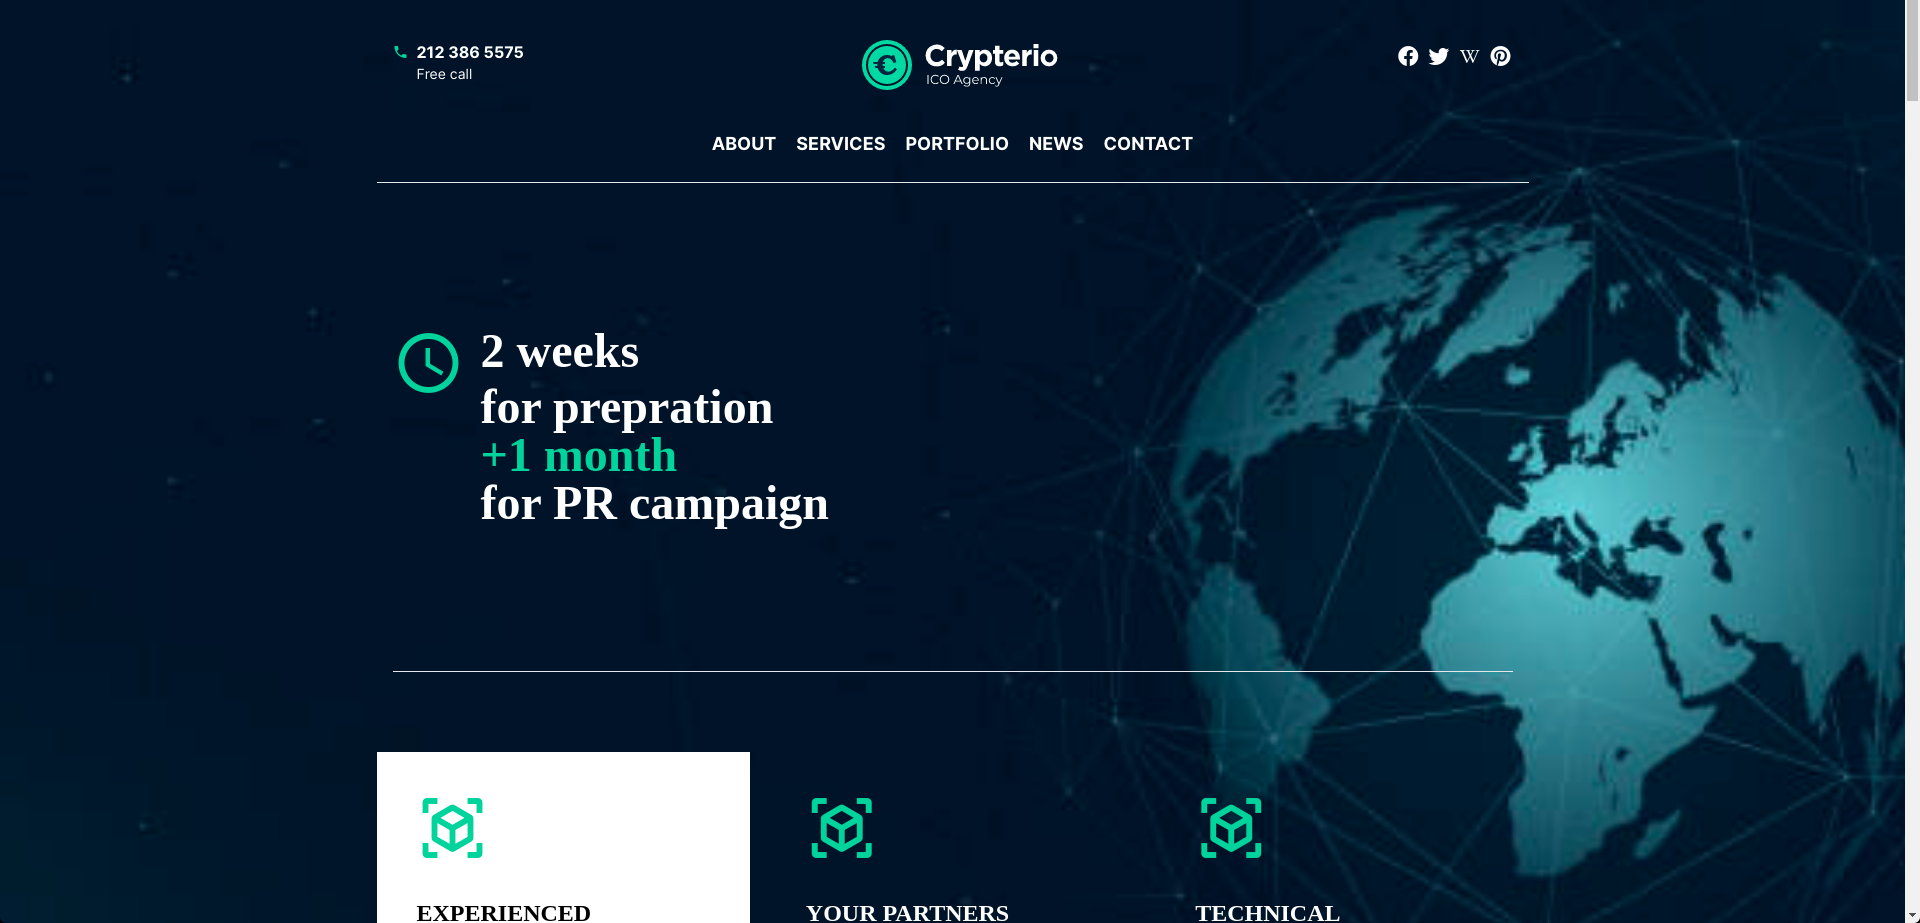 212 386 5575
Free call
Crypterio
ICO Agency
ABOUT SERVICES PORTFOLIO NEWS CONTACT
2 weeks
for prepration
+1 month
for PR campaign
EXPERIENCED
YOUR PARTNERS
TECHNICAL